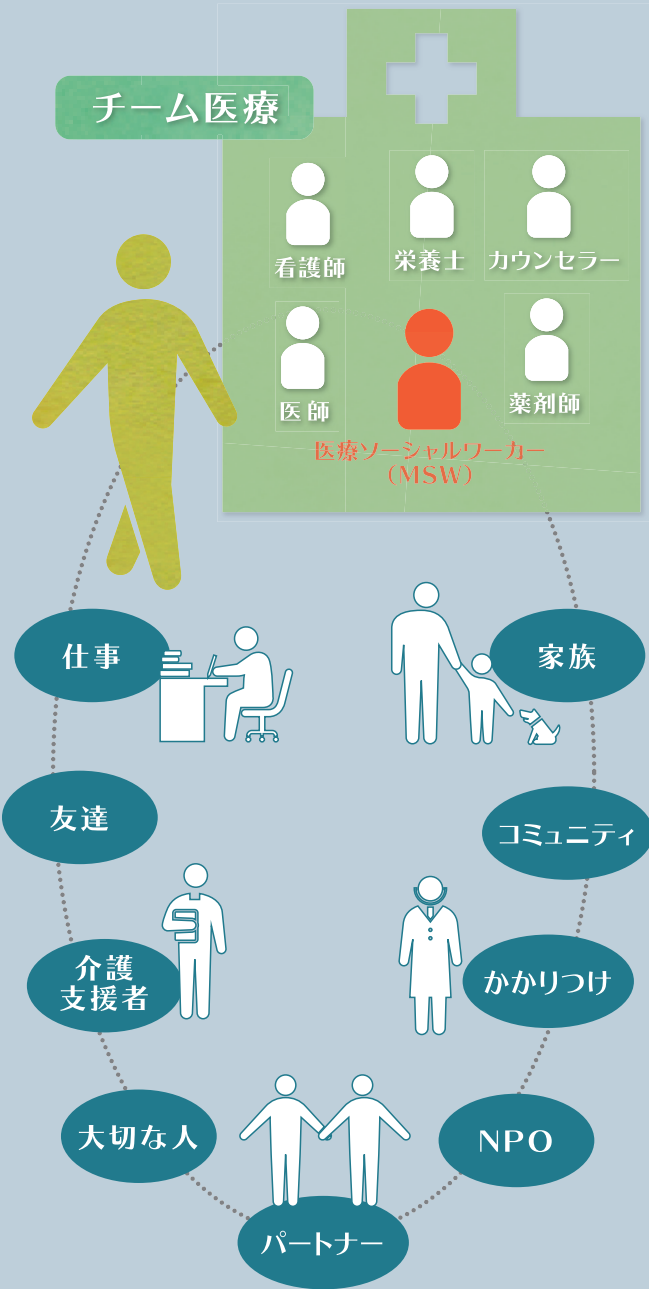 チーム医療
看護師
栄養士
カウンセラー
医師
薬剤師
医療ソーシャルワーカー
(MSW)
仕事
家族
友達
コミュニティ
介護
支援者
かかりつけ
大切な人
NPO
パートナー